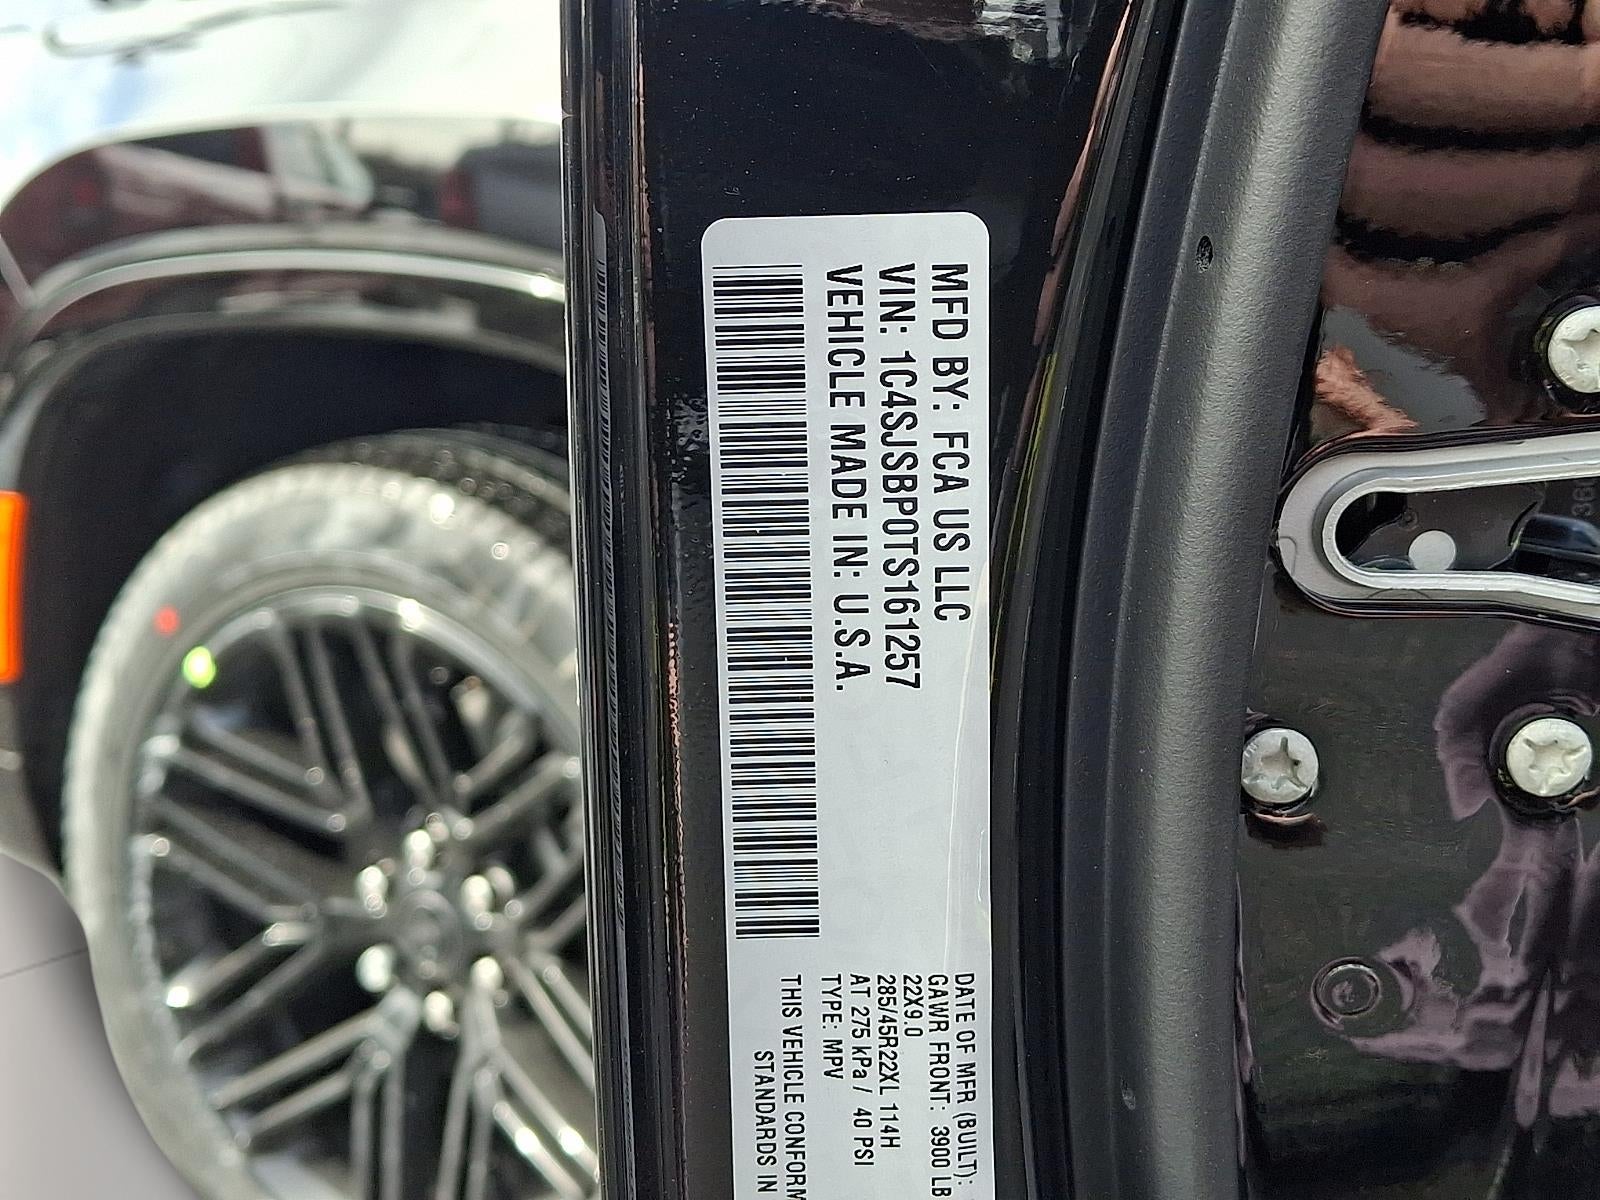 MFD BY: FCA US LLC
VIN: 1C4SJSBP0TS161257
VEHICLE MADE IN: U.S.A.
DATE OF MFR (BUILT):
GAWR FRONT: 3900 LB
22X9.0
285/45R22XL 114H
AT 275 kPa / 40 PSI
TYPE: MPV
THIS VEHICLE CONFORM
STANDARDS IN